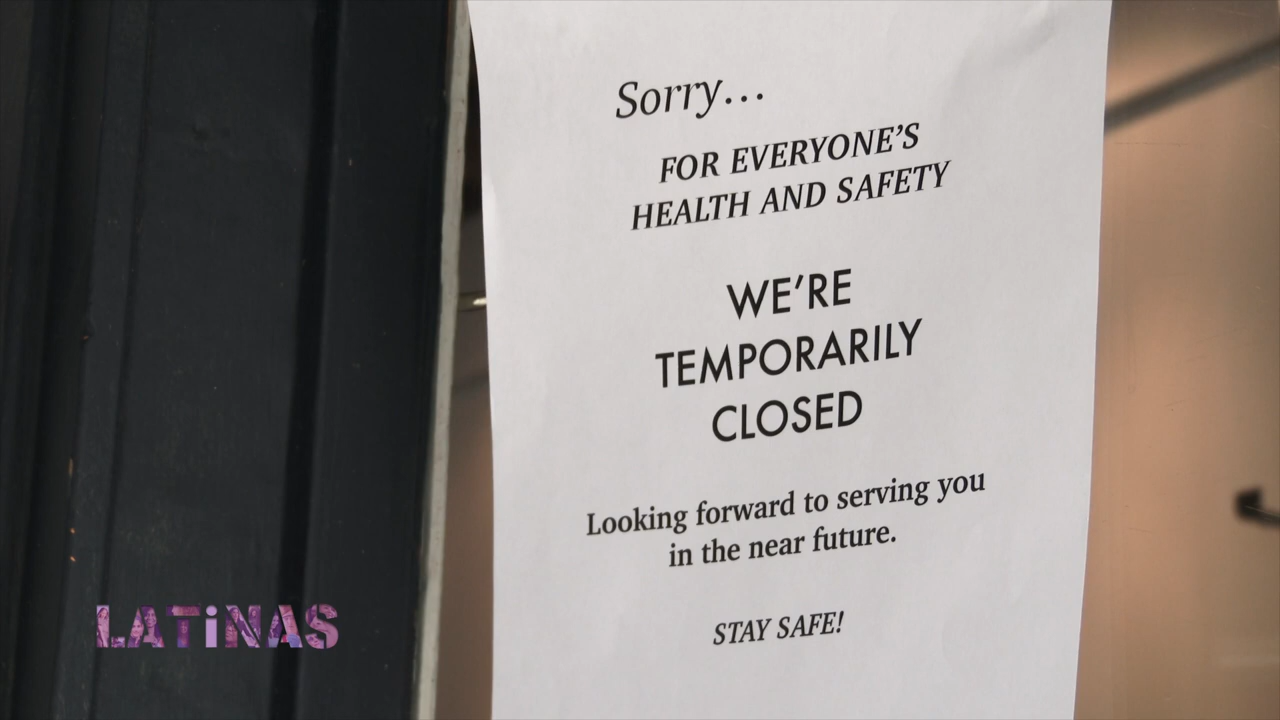 Sorry...
FOR EVERYONE'S
HEALTH AND SAFETY
WE'RE
TEMPORARILY
CLOSED
Looking forward to serving you
in the near future.
STAY SAFE!
LATiNAS